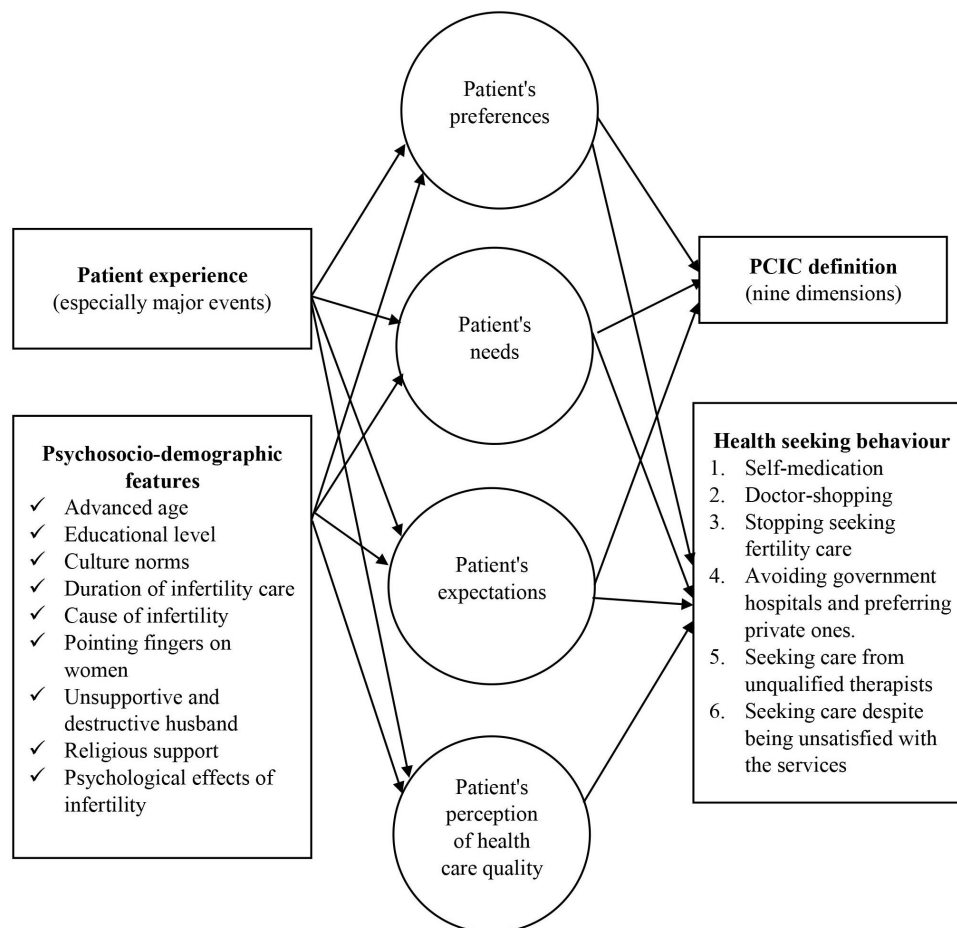 Patient's
preferences
Patient experience
(especially major events)
PCIC definition
(nine dimensions)
Patient's
needs
Psychosocio-demographic
features
✓ Advanced age
✓ Educational level
✓ Culture norms
✓ Duration of infertility care
✓ Cause of infertility
✓ Pointing fingers on
women
✓ Unsupportive and
destructive husband
✓ Religious support
✓ Psychological effects of
infertility
Patient's
expectations
Health seeking behaviour
1. Self-medication
2. Doctor-shopping
3. Stopping seeking
fertility care
4. Avoiding government
hospitals and preferring
private ones.
5. Seeking care from
unqualified therapists
6. Seeking care despite
being unsatisfied with
the services
Patient's
perception
of health
care quality